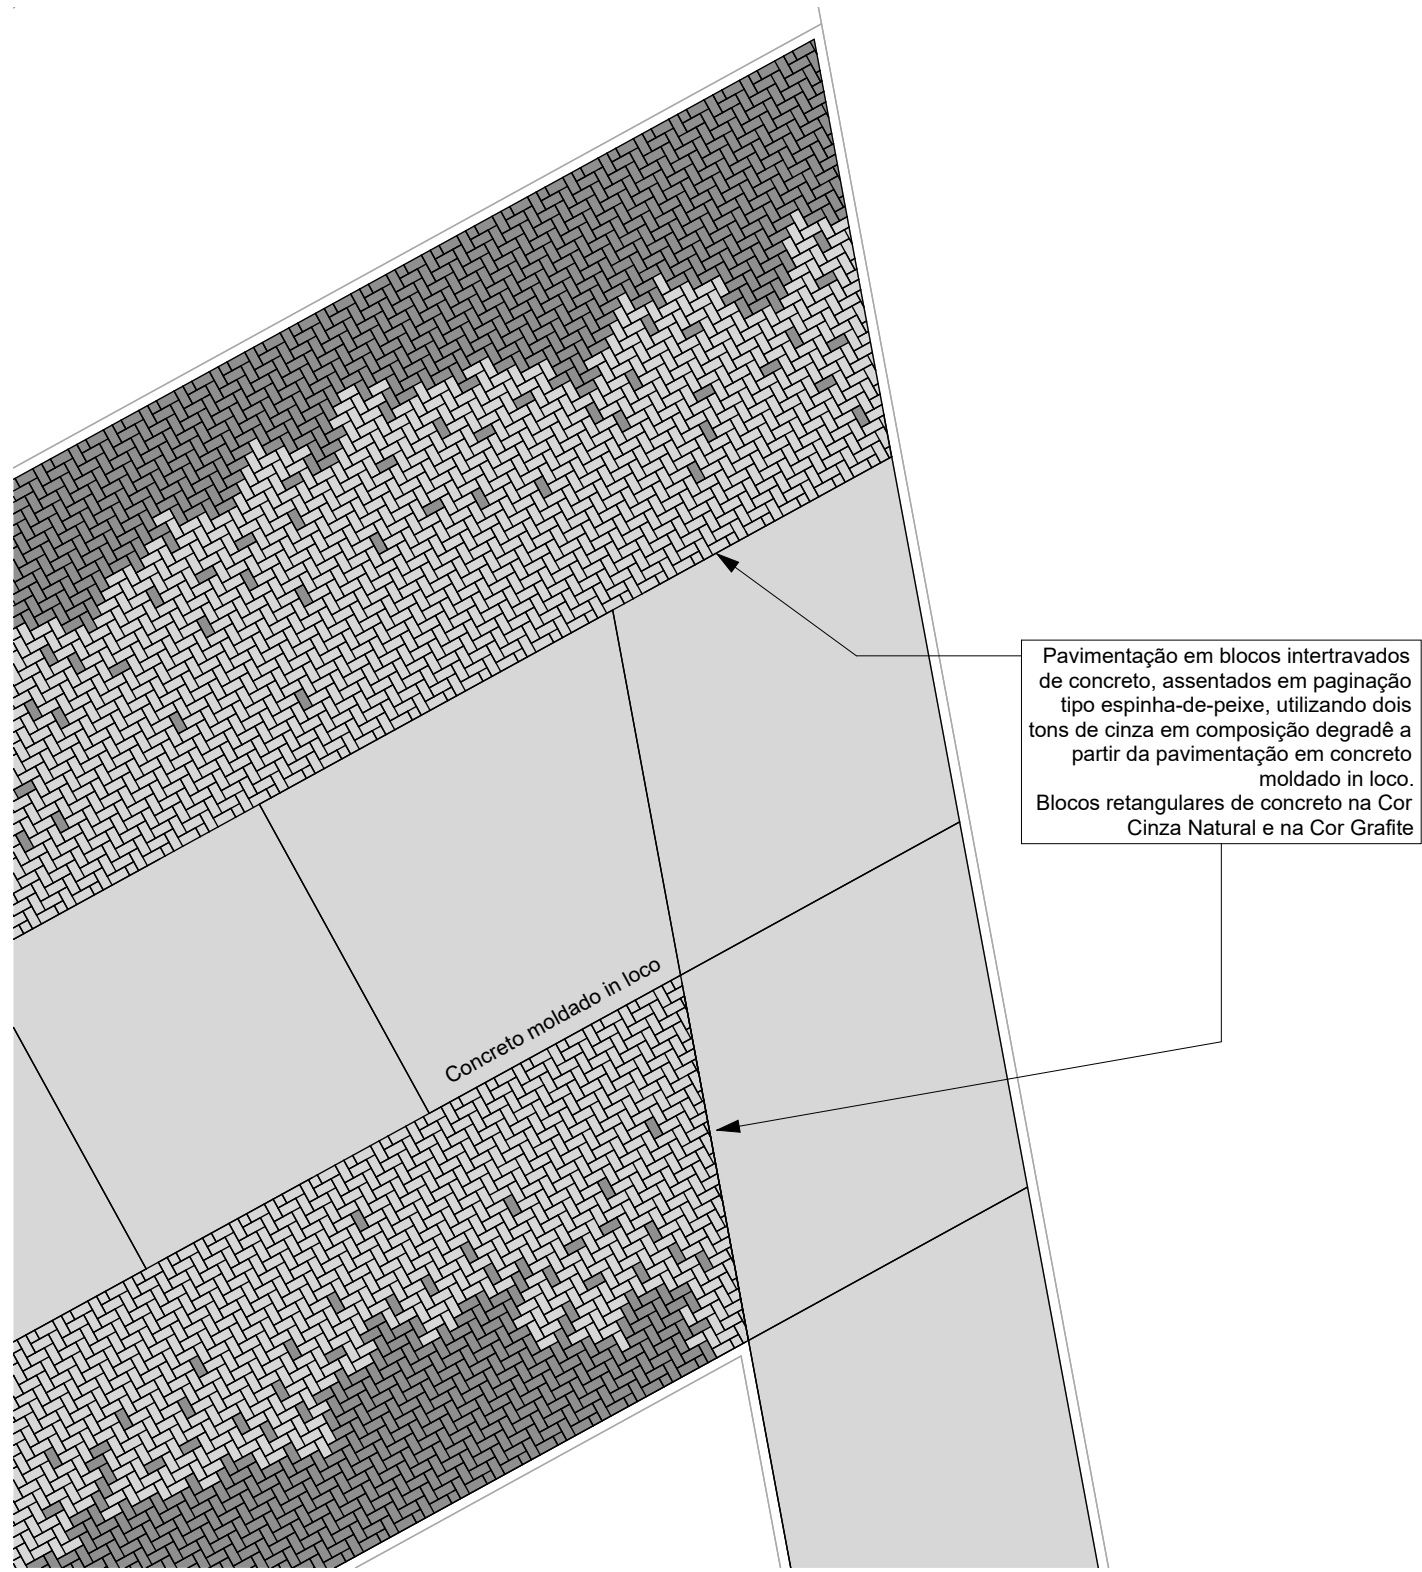 Pavimentação em blocos intertravados
de concreto, assentados em paginação
tipo espinha-de-peixe, utilizando dois
tons de cinza em composição degradê a
partir da pavimentação em concreto
moldado in loco.
Blocos retangulares de concreto na Cor
Cinza Natural e na Cor Grafite
Concreto moldado in loco